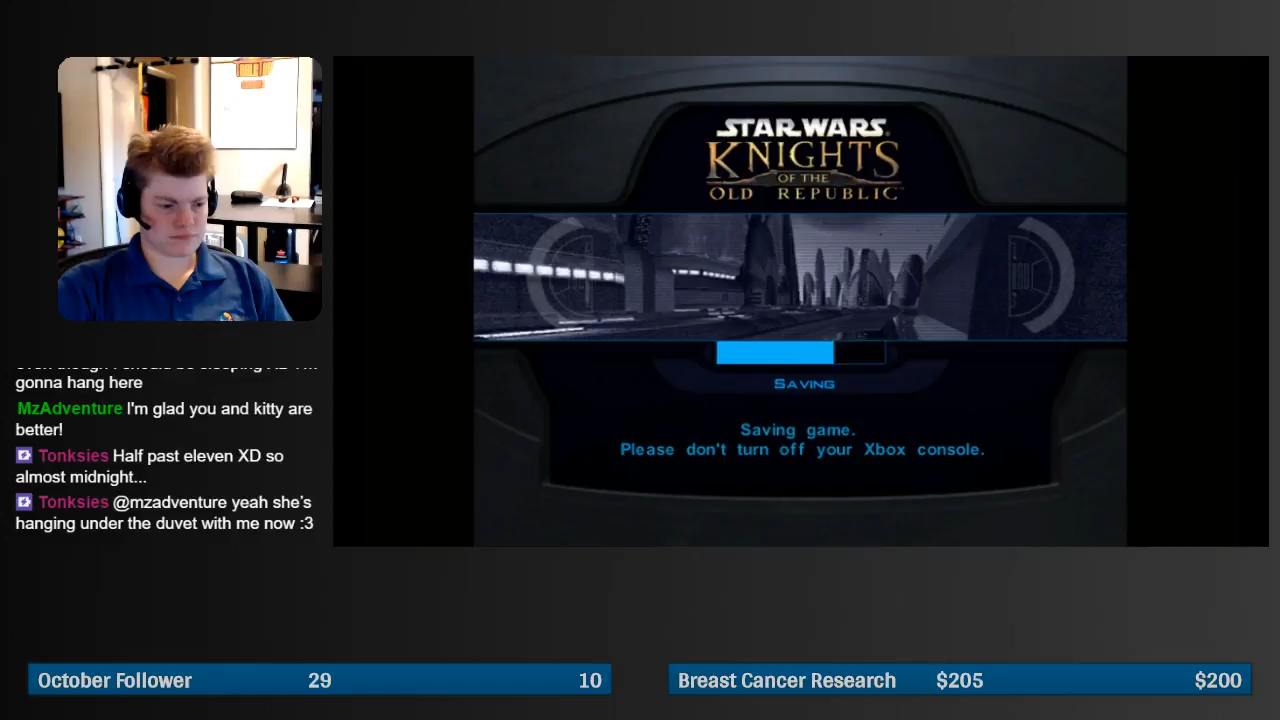 STAR WARS
KNIGHTS
OF THE
OLD REPUBLIC
SAVING
Saving game.
Please don't turn off your Xbox console.
gonna hang here
MzAdventure I'm glad you and kitty are
better!
Tonksies Half past eleven XD so
almost midnight...
Tonksies @mzadventure yeah she's
hanging under the duvet with me now :3
October Follower 29 10
Breast Cancer Research $205 $200